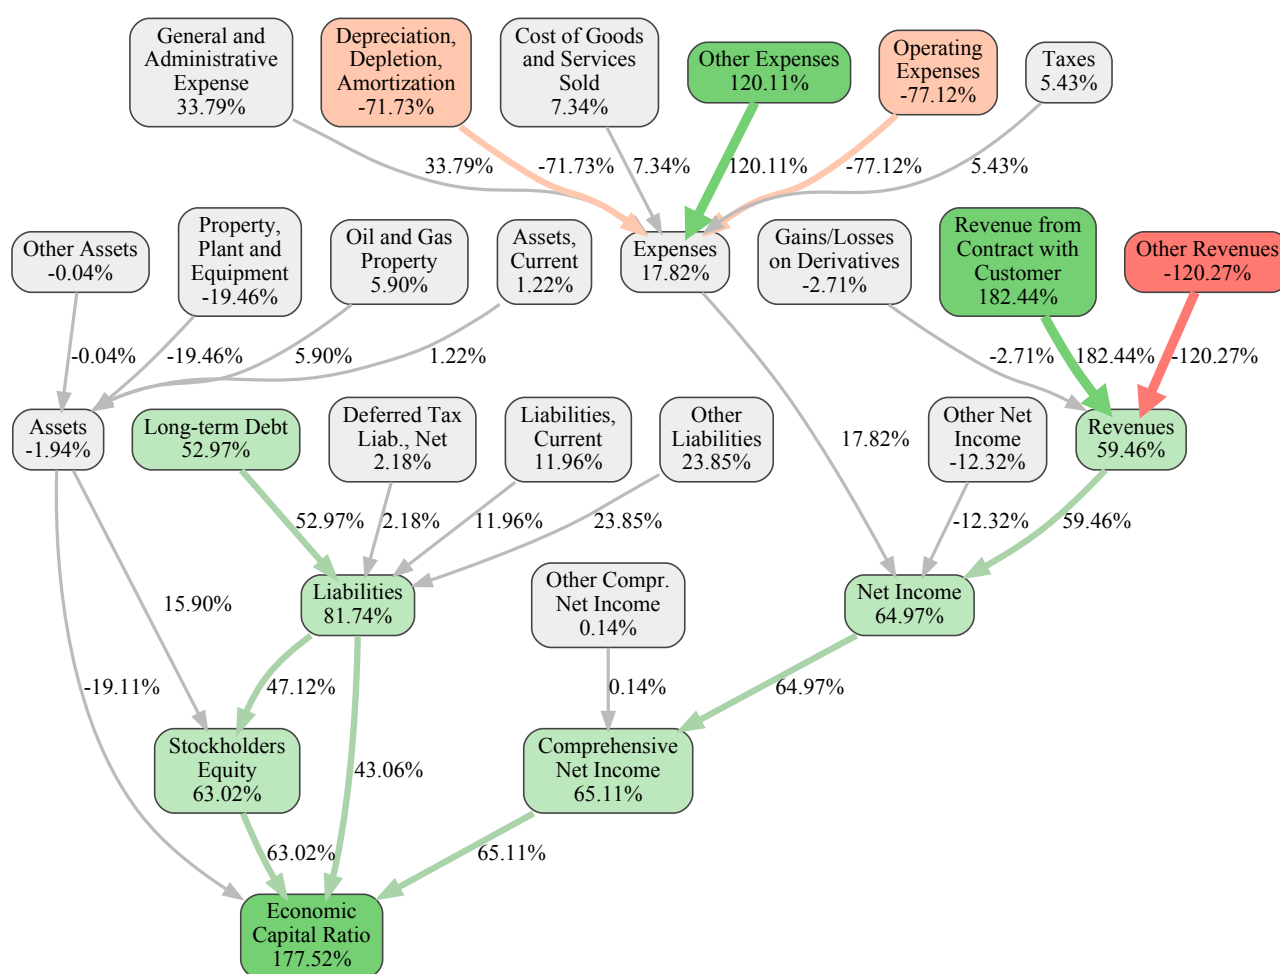 General and
Administrative
Expense
33.79%
Depreciation,
Depletion,
Amortization
-71.73%
Cost of Goods
and Services
Sold
7.34%
Other Expenses
120.11%
Operating
Expenses
-77.12%
Taxes
5.43%
33.79%
-71.73%
7.34%
120.11%
-77.12%
5.43%
Other Assets
-0.04%
Property,
Plant and
Equipment
-19.46%
Oil and Gas
Property
5.90%
Assets,
Current
1.22%
Expenses
17.82%
Gains/Losses
on Derivatives
-2.71%
Revenue from
Contract with
Customer
182.44%
Other Revenues
-120.27%
-0.04%
-19.46%
5.90%
1.22%
-2.71%
182.44%
-120.27%
Assets
-1.94%
Long-term Debt
52.97%
Deferred Tax
Liab., Net
2.18%
Liabilities,
Current
11.96%
Other
Liabilities
23.85%
17.82%
Other Net
Income
-12.32%
Revenues
59.46%
52.97%
2.18%
11.96%
23.85%
-12.32%
59.46%
15.90%
Liabilities
81.74%
Other Compr.
Net Income
0.14%
Net Income
64.97%
-19.11%
47.12%
0.14%
64.97%
Stockholders
Equity
63.02%
43.06%
Comprehensive
Net Income
65.11%
63.02%
65.11%
Economic
Capital Ratio
177.52%